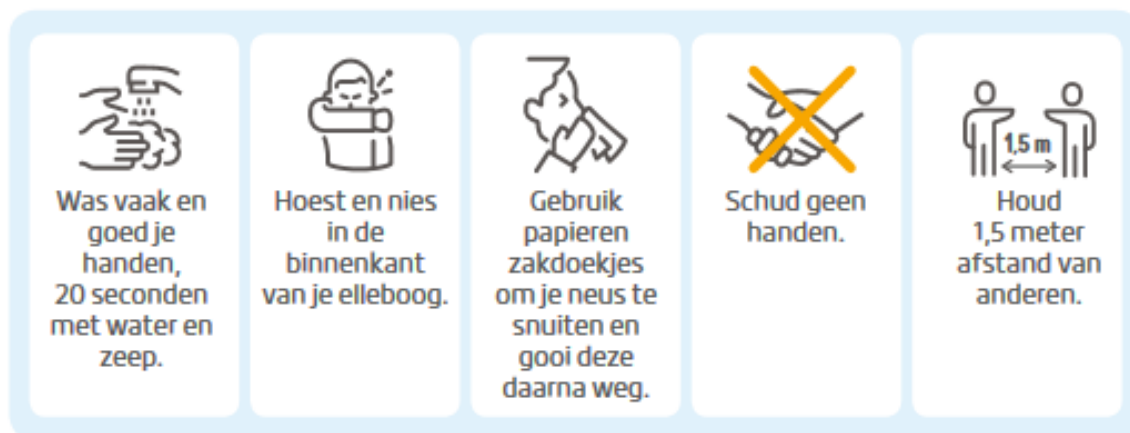 Was vaak en
goed je
handen,
20 seconden
met water en
zeep.
Hoest en nies
in de
binnenkant
van je elleboog.
Gebruik
papieren
zakdoekjes
om je neus te
snuiten en
gooi deze
daarna weg.
Schud geen
handen.
1,5 m
Houd
1,5 meter
afstand van
anderen.